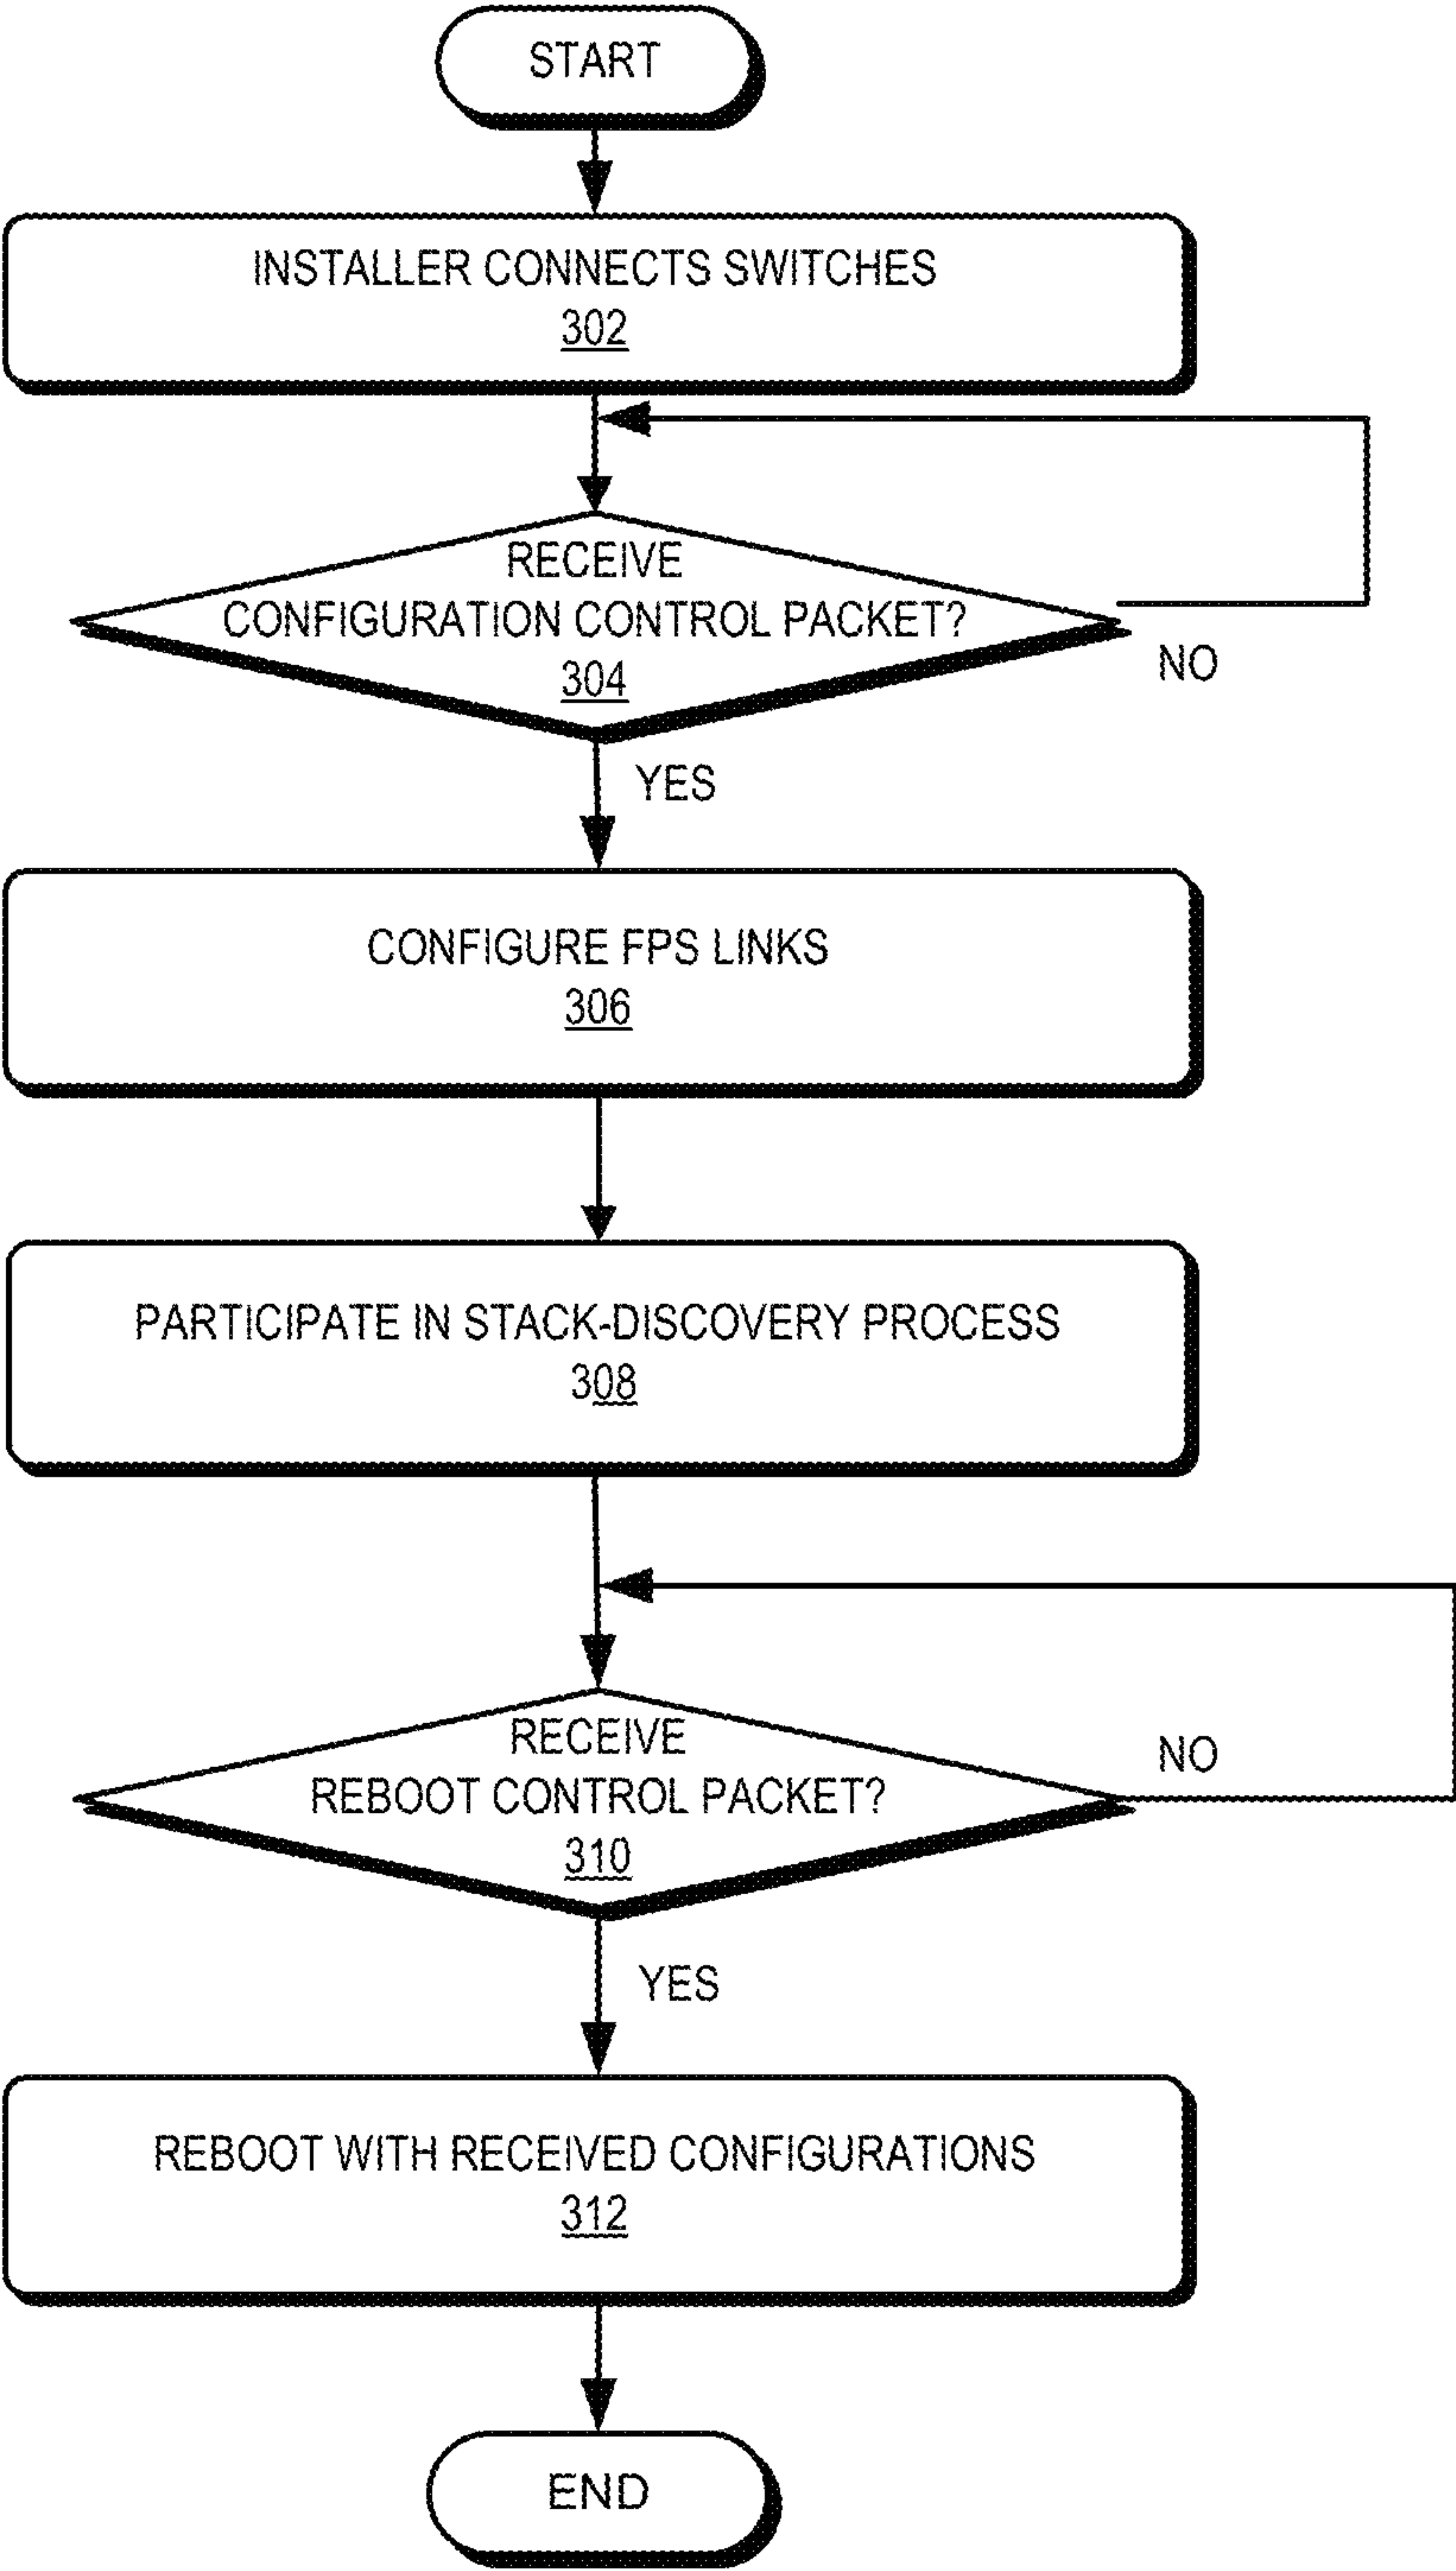 START
INSTALLER CONNECTS SWITCHES
302
RECEIVE
CONFIGURATION CONTROL PACKET?
304
NO
YES
CONFIGURE FPS LINKS
306
PARTICIPATE IN STACK-DISCOVERY PROCESS
308
RECEIVE
REBOOT CONTROL PACKET?
310
NO
YES
REBOOT WITH RECEIVED CONFIGURATIONS
312
END